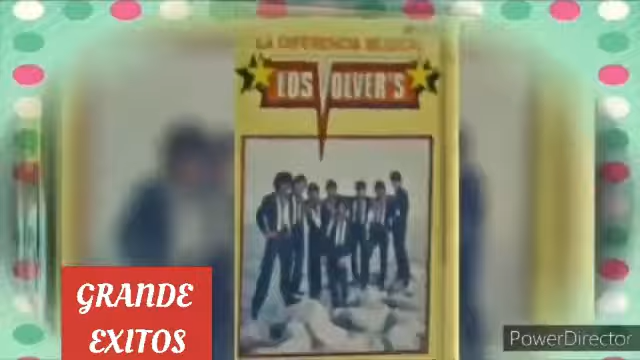 LA DIFERENCIA MUSICAL
LOS VOLVER'S
GRANDE
EXITOS
PowerDirector